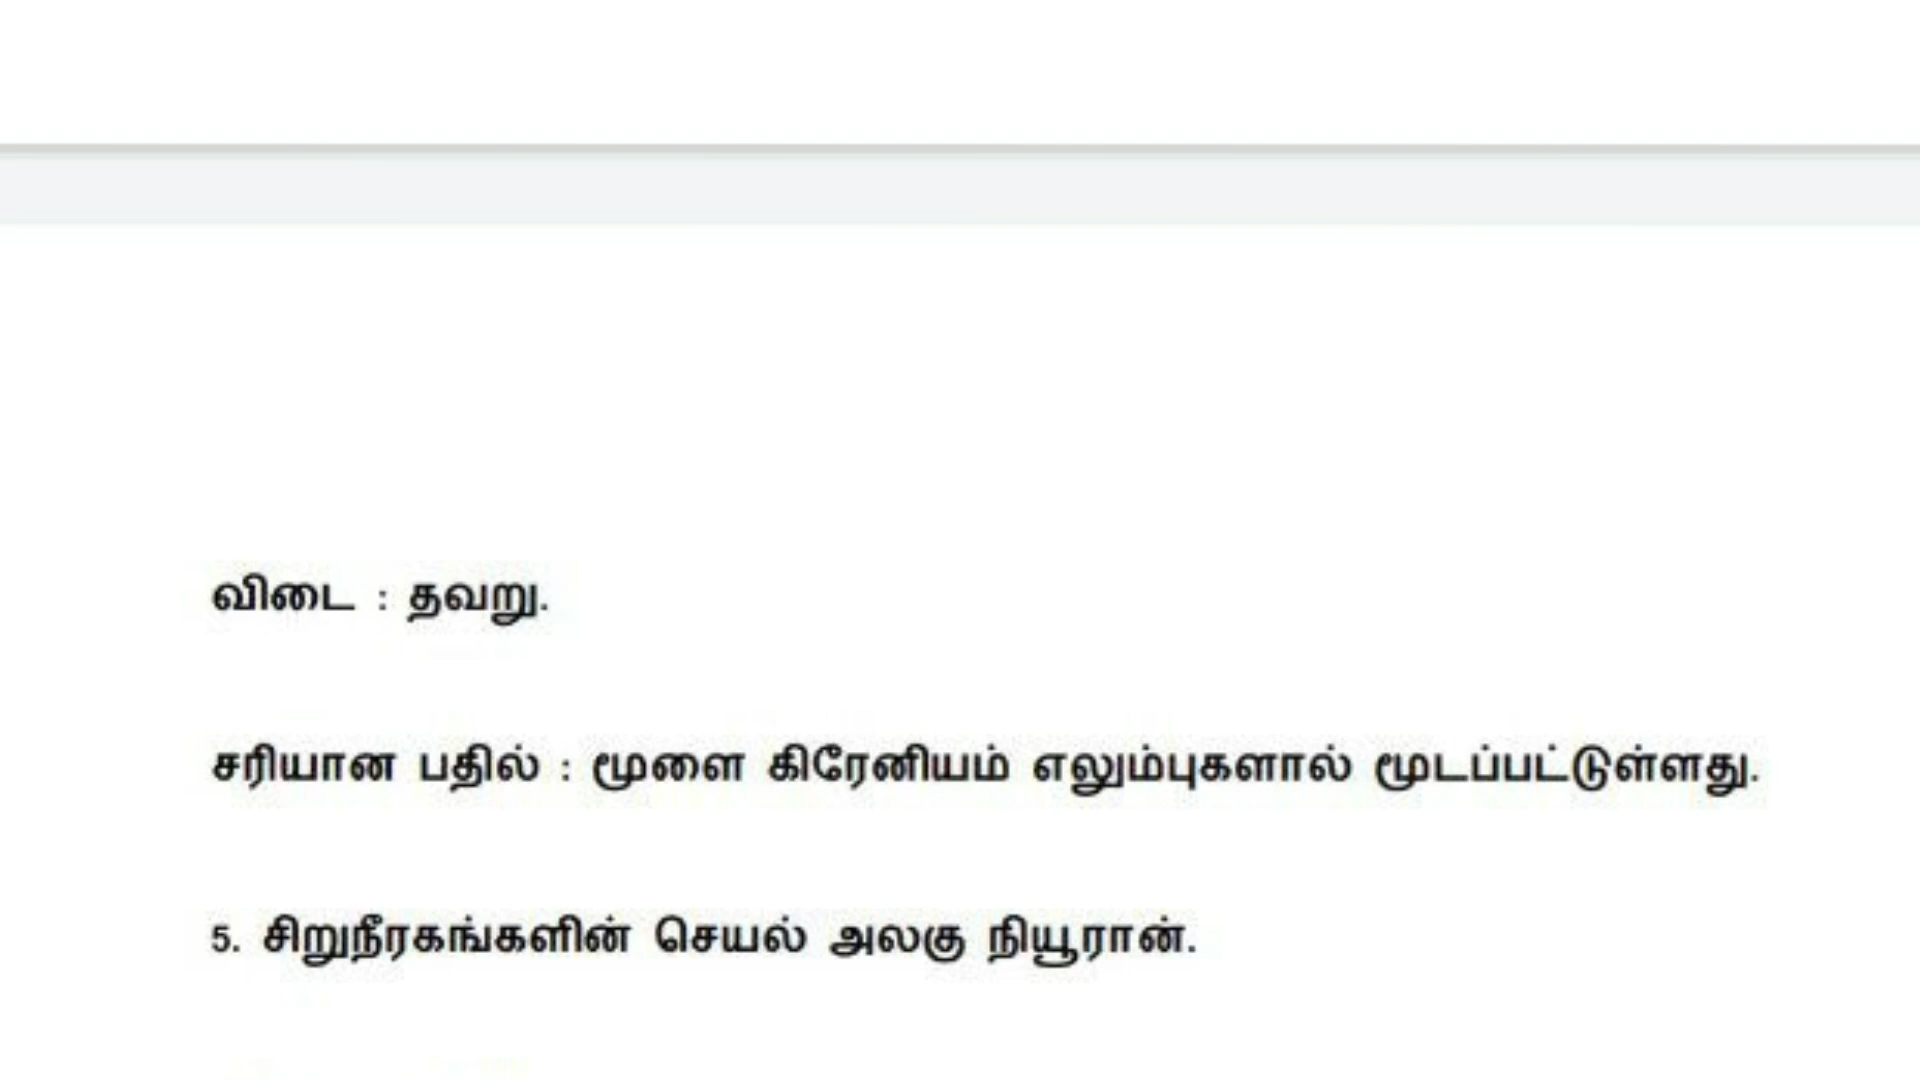 விடை : தவறு.
சரியான பதில் : மூளை கிரேனியம் எலும்புகளால் மூடப்பட்டுள்ளது.
5. சிறுநீரகங்களின் செயல் அலகு நியூரான்.